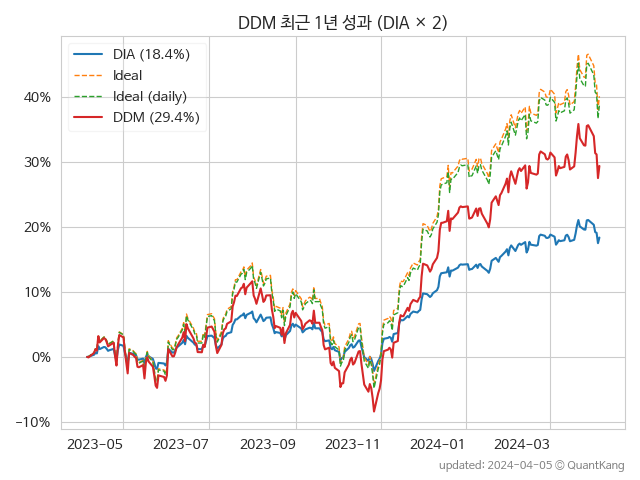 DDM 최근 1년 성과 (DIA × 2)
DIA (18.4%)
Ideal
Ideal (daily)
DDM (29.4%)
40%
30%
20%
10%
0%
−10%
2023-05 2023-07 2023-09 2023-11 2024-01 2024-03
updated: 2024-04-05 © QuantKang